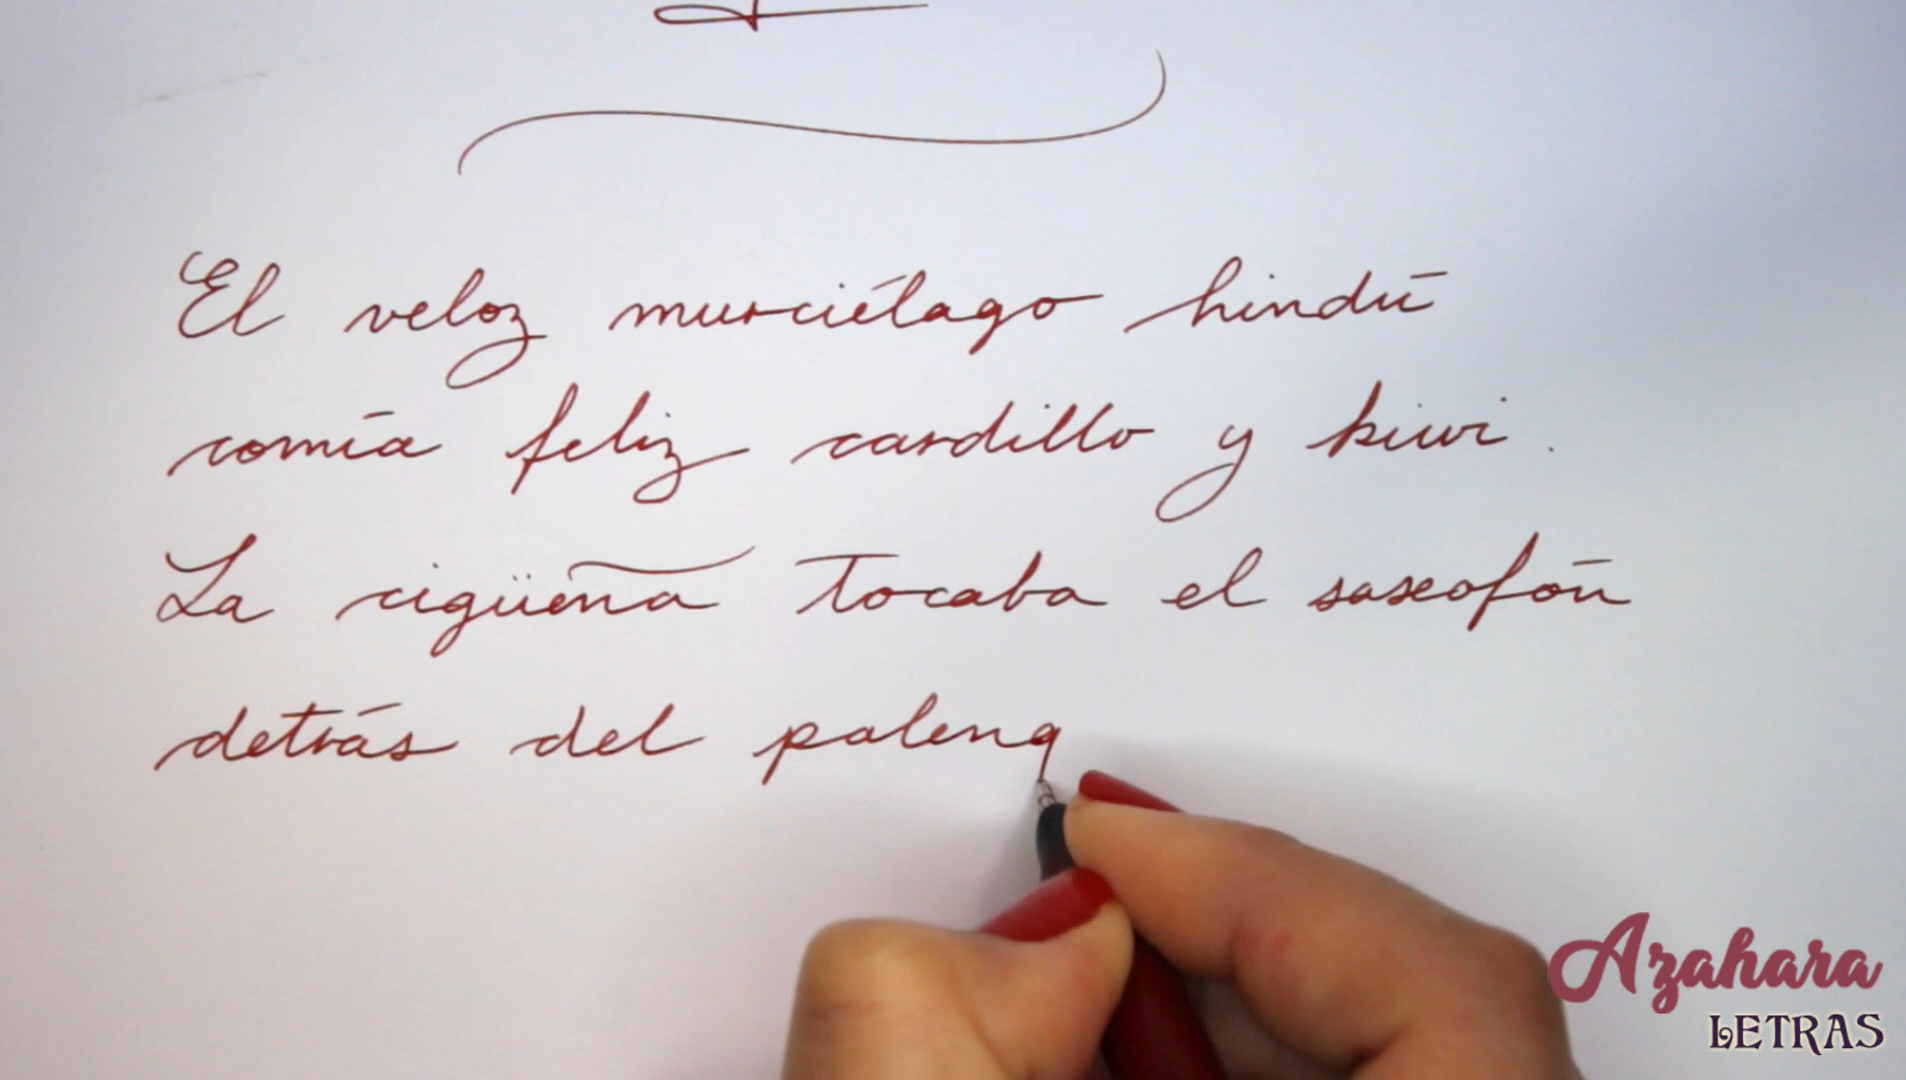 El veloz murciélago hindú
comía feliz cardillo y kiwi.
La cigüeña tocaba el saxofón
detrás del palenq
Azahara
LETRAS